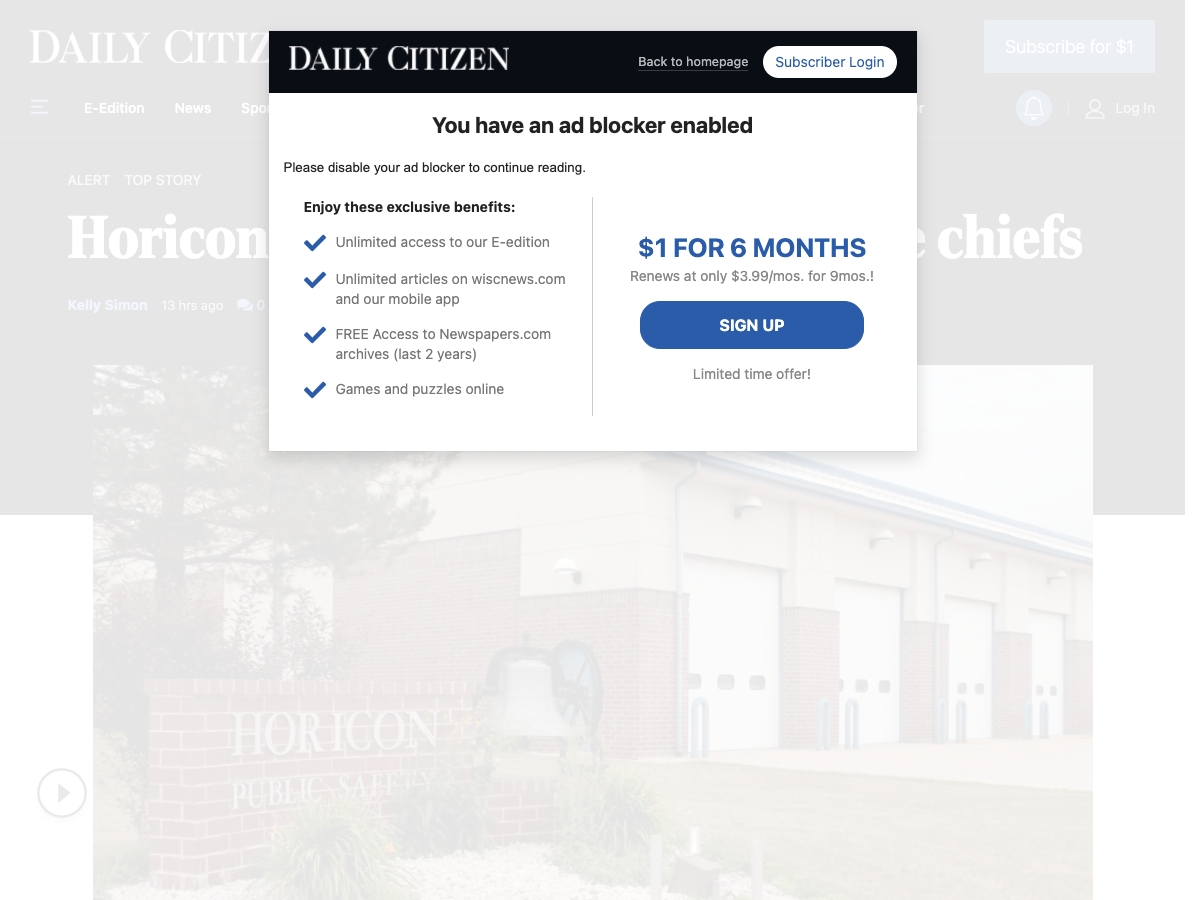 DAILY CITIZEN
Back to homepage
Subscriber Login
Subscribe for $1
E-Edition
News
Log In
You have an ad blocker enabled
Please disable your ad blocker to continue reading.
Enjoy these exclusive benefits:
Unlimited access to our E-edition
Unlimited articles on wiscnews.com
and our mobile app
FREE Access to Newspapers.com
archives (last 2 years)
Games and puzzles online
$1 FOR 6 MONTHS
Renews at only $3.99/mos. for 9mos.!
SIGN UP
Limited time offer!
ALERT TOP STORY
Horicon chiefs
Kelly Simon 13 hrs ago 0
HORICON
PUBLIC SAFETY